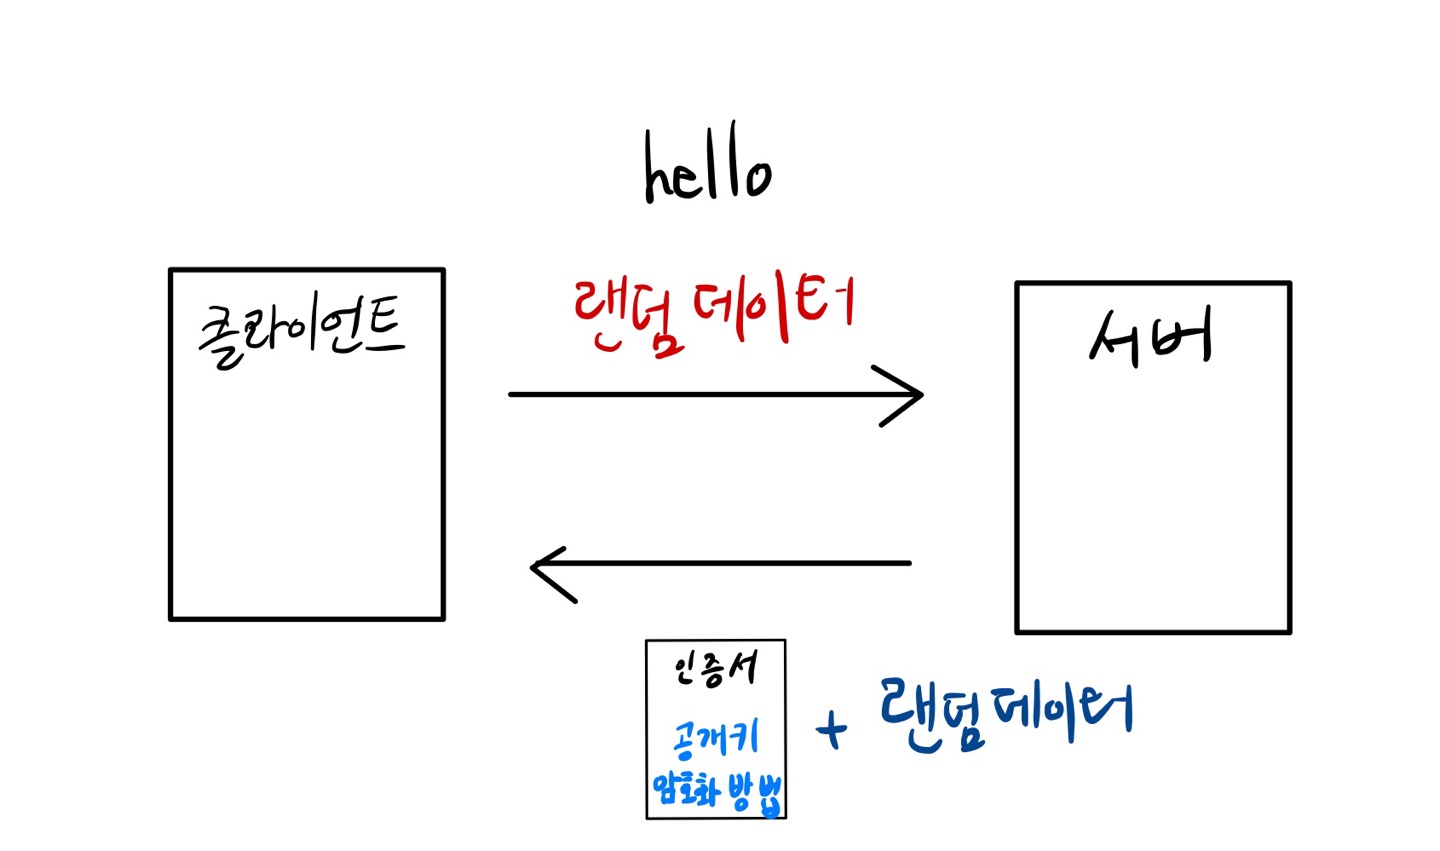 hello
랜덤 데이터
클라이언트
서버
인증서
공개키
암호화 방법
+ 랜덤 데이터